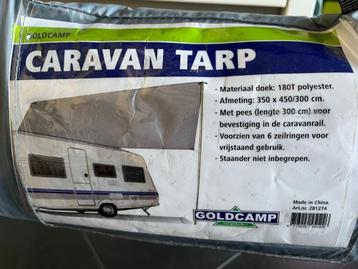 GOLDCAMP
CARAVAN TARP
- Materiaal doek: 180T polyester.
- Afmeting: 350 x 450/300 cm.
- Met pees (lengte 300 cm) voor
bevestiging in de caravanrail.
- Voorzien van 6 zeilringen voor
vrijstaand gebruik.
- Staander niet inbegrepen.
GOLDCAMP
Made in China.
Art.nr. 281274